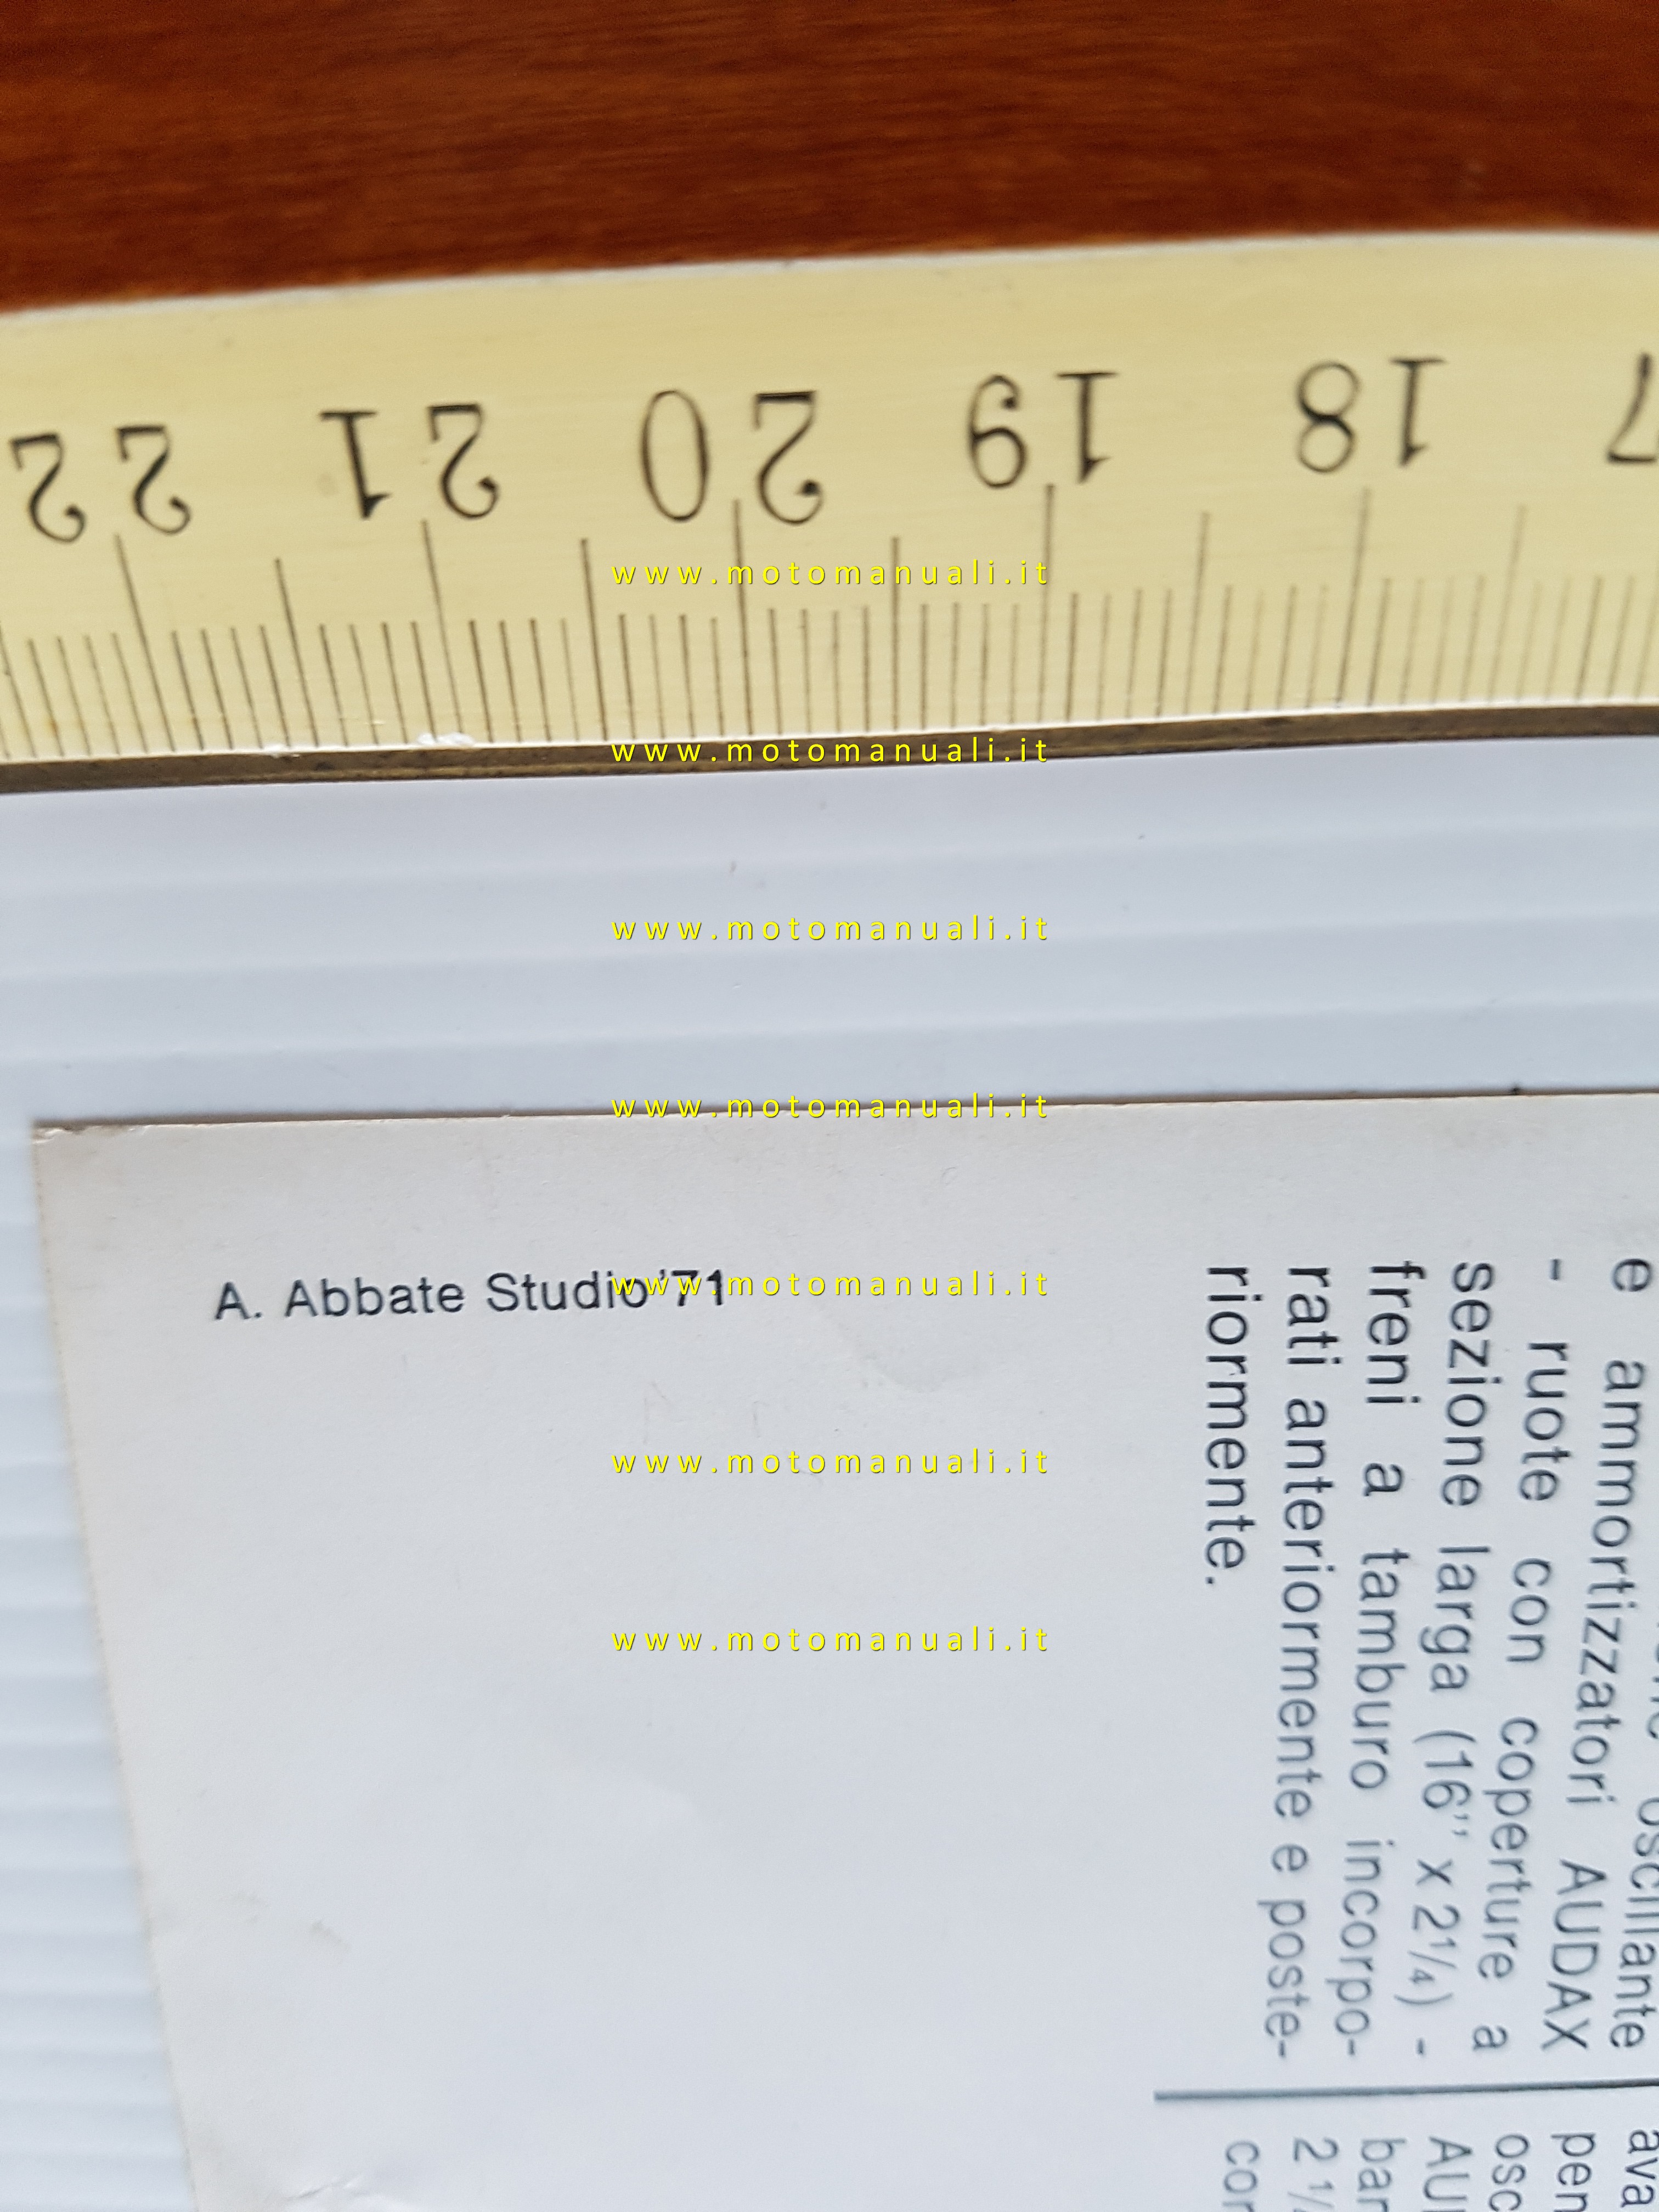 22 21 20 19 18 7
www.motomanuali.it
www.motomanuali.it
www.motomanuali.it
www.motomanuali.it
A. Abbate Studio'71
www.motomanuali.it
www.motomanuali.it
www.motomanuali.it
oscillante
e ammortizzatori AUDAX
- ruote con coperture a
sezione larga (16'' x 2¹/₄) -
freni a tamburo incorpo-
rati anteriormente e poste-
riormente.